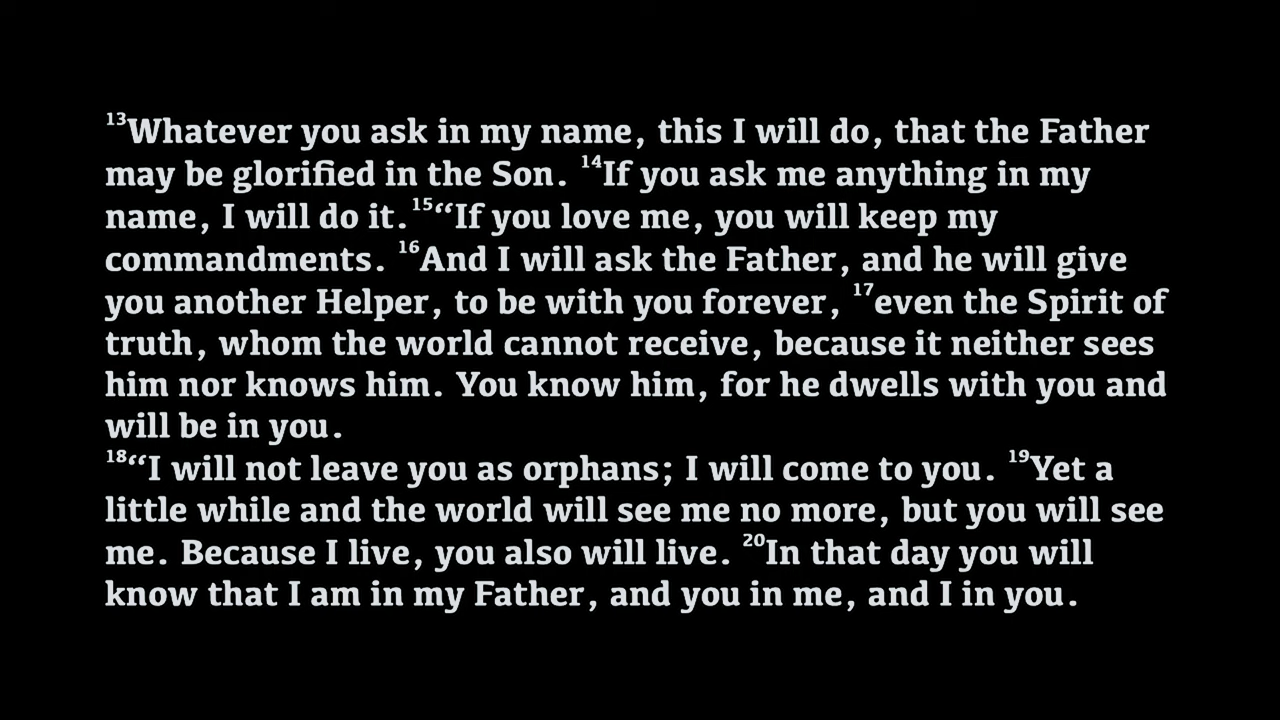 ¹³Whatever you ask in my name, this I will do, that the Father
may be glorified in the Son. ¹⁴If you ask me anything in my
name, I will do it.¹⁵“If you love me, you will keep my
commandments. ¹⁶And I will ask the Father, and he will give
you another Helper, to be with you forever, ¹⁷even the Spirit of
truth, whom the world cannot receive, because it neither sees
him nor knows him. You know him, for he dwells with you and
will be in you.
¹⁸“I will not leave you as orphans; I will come to you. ¹⁹Yet a
little while and the world will see me no more, but you will see
me. Because I live, you also will live. ²⁰In that day you will
know that I am in my Father, and you in me, and I in you.